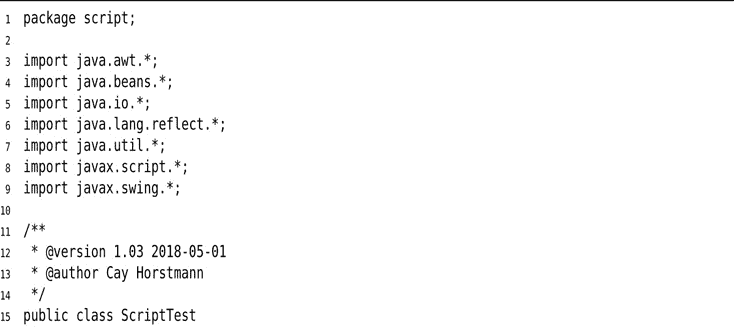 1 package script;
2
3 import java.awt.*;
4 import java.beans.*;
5 import java.io.*;
6 import java.lang.reflect.*;
7 import java.util.*;
8 import javax.script.*;
9 import javax.swing.*;
10
11 /**
12  * @version 1.03 2018-05-01
13  * @author Cay Horstmann
14  */
15 public class ScriptTest